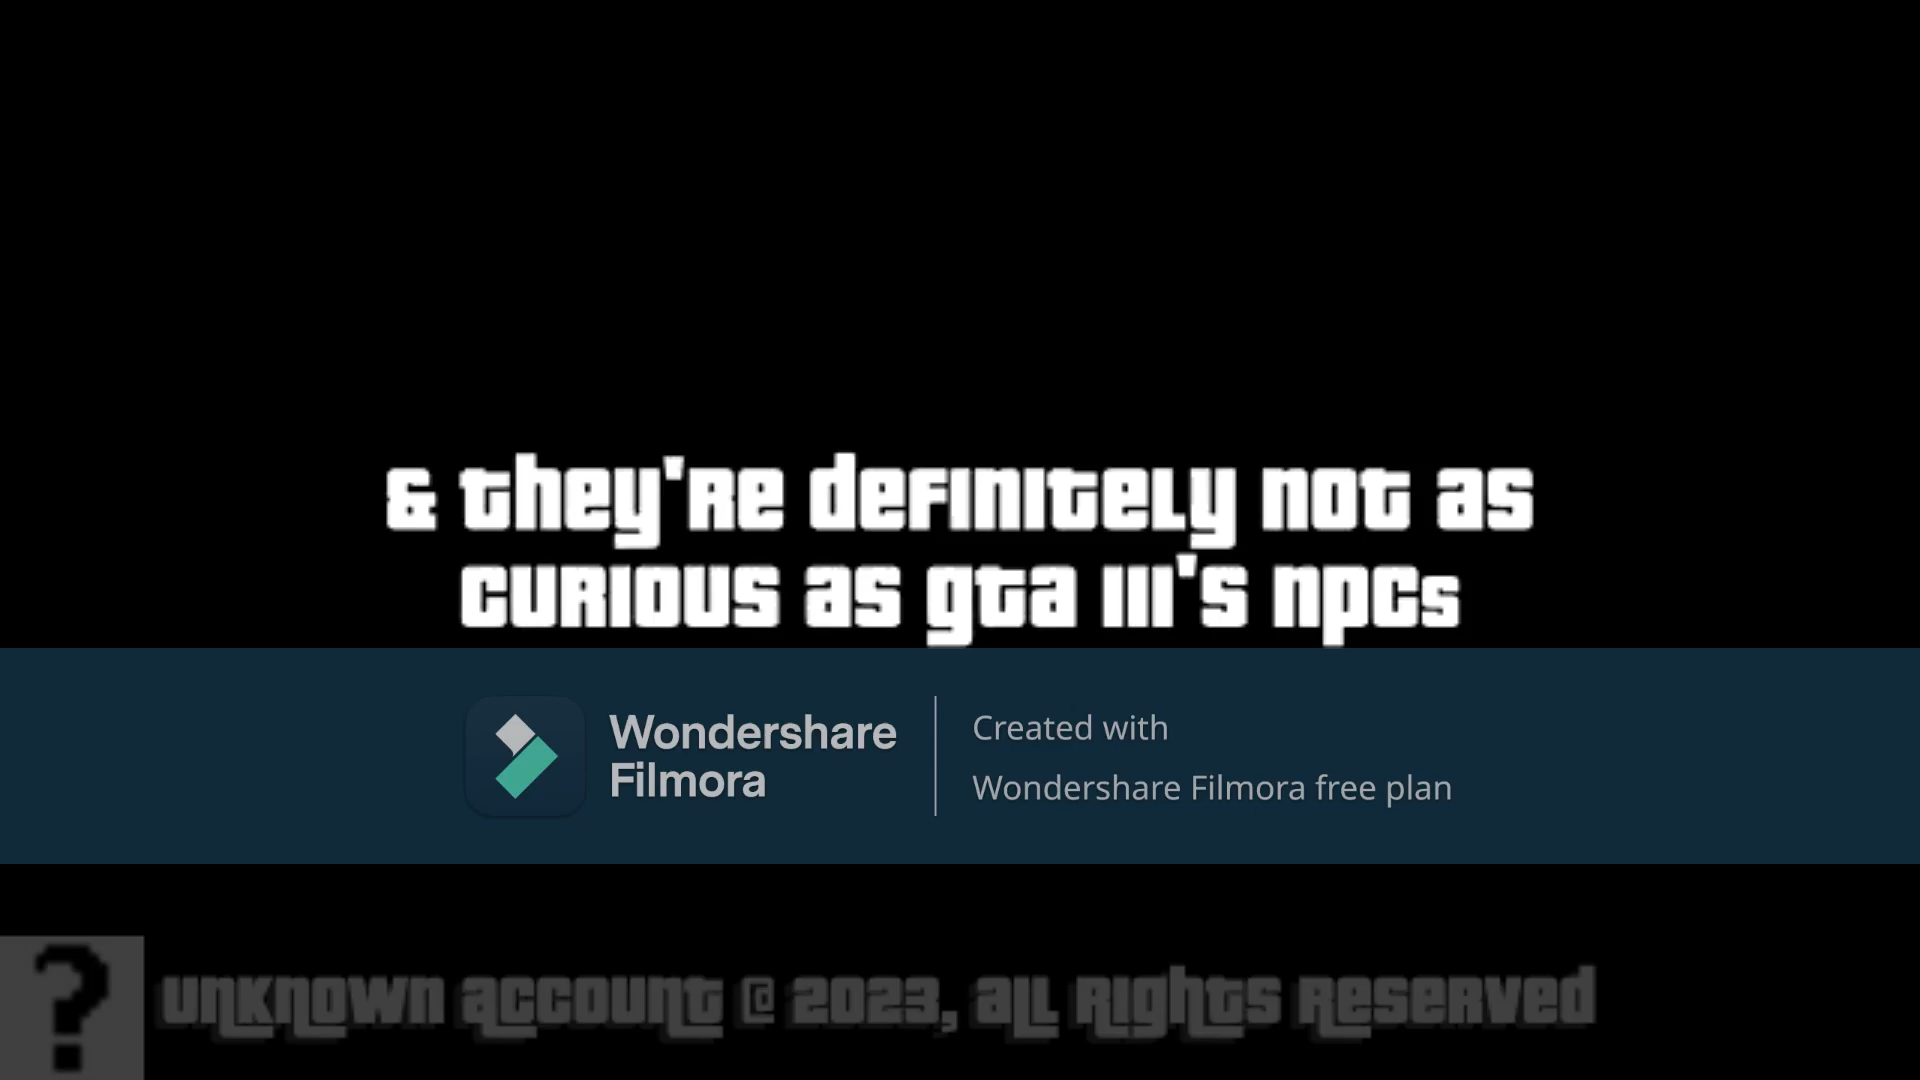 & they're definitely not as
curious as gta III's npcs
Wondershare
Filmora
Created with
Wondershare Filmora free plan
?
unknown account @ 2023, all rights reserved